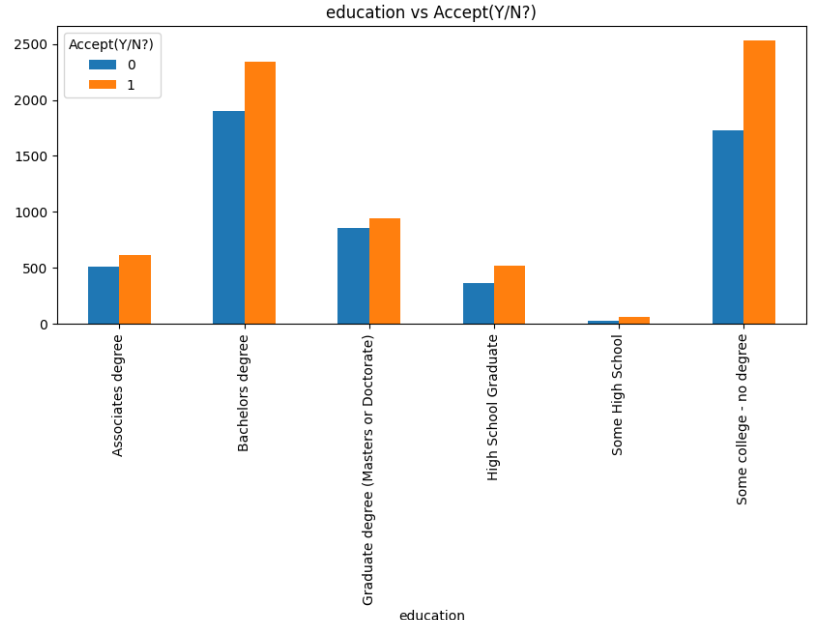 education vs Accept(Y/N?)
Accept(Y/N?)
0
1
2500
2000
1500
1000
500
0
Associates degree
Bachelors degree
Graduate degree (Masters or Doctorate)
High School Graduate
Some High School
Some college - no degree
education